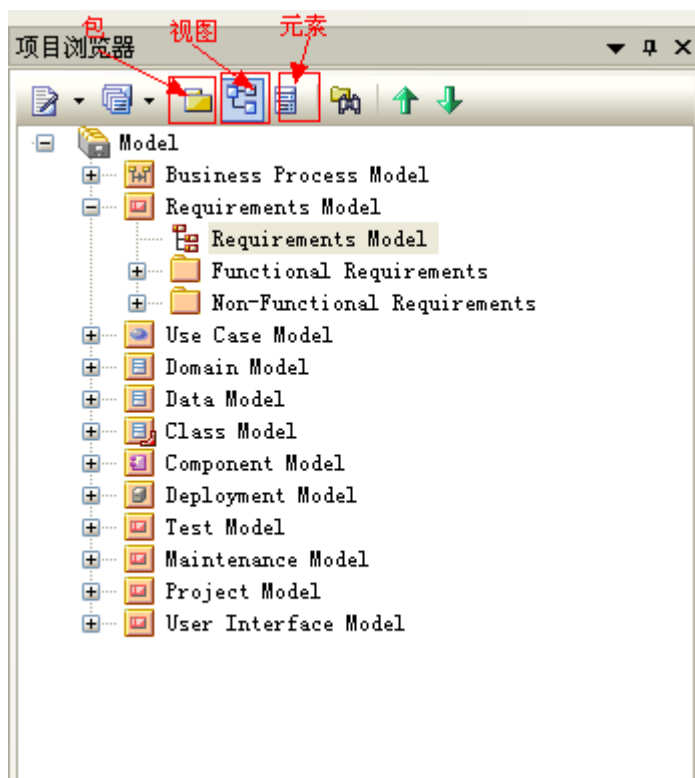 包 视图 元素
项目浏览器
Model
Business Process Model
Requirements Model
Requirements Model
Functional Requirements
Non-Functional Requirements
Use Case Model
Domain Model
Data Model
Class Model
Component Model
Deployment Model
Test Model
Maintenance Model
Project Model
User Interface Model